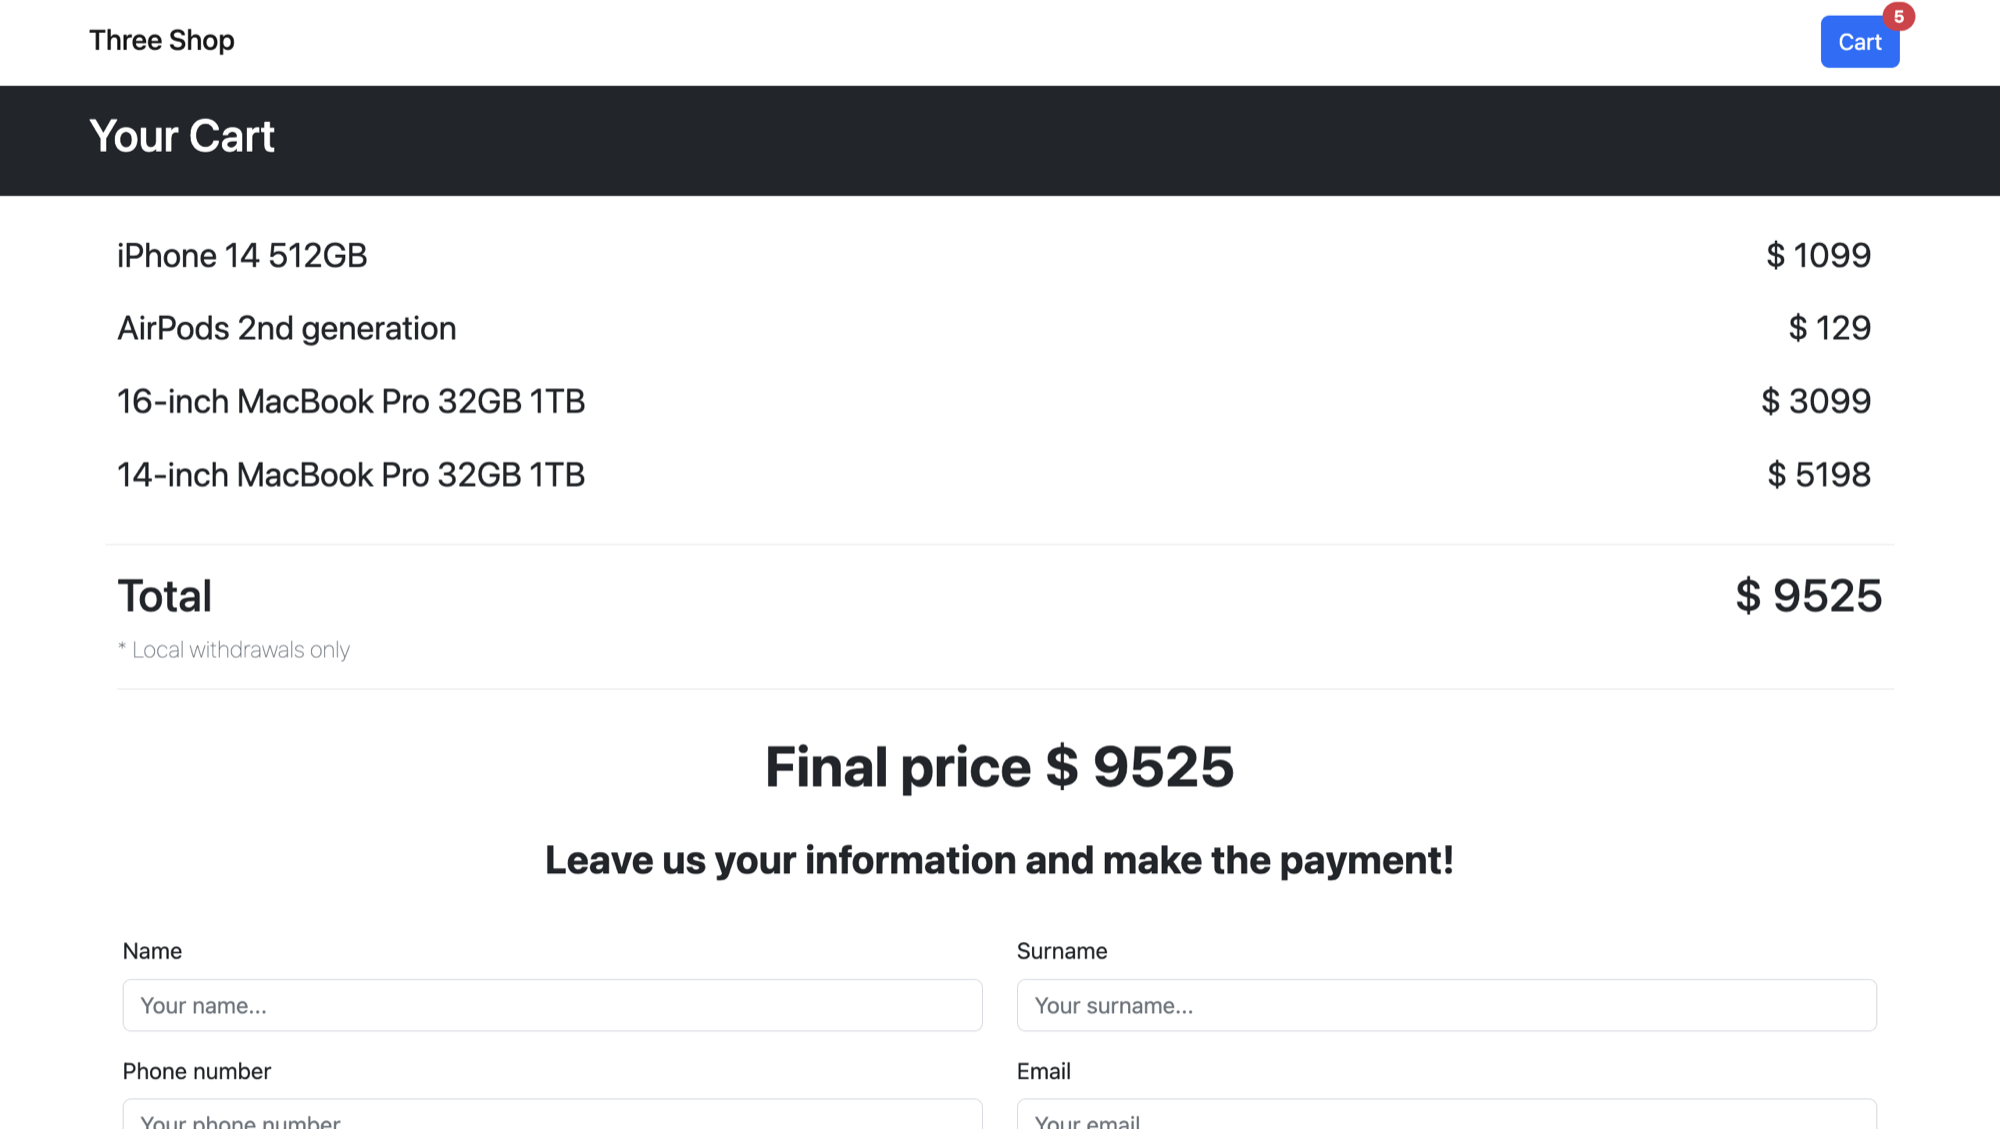 Three Shop
Cart 5
Your Cart
iPhone 14 512GB $ 1099
AirPods 2nd generation $ 129
16-inch MacBook Pro 32GB 1TB $ 3099
14-inch MacBook Pro 32GB 1TB $ 5198
Total $ 9525
* Local withdrawals only
Final price $ 9525
Leave us your information and make the payment!
Name Surname
Your name... Your surname...
Phone number Email
Your phone number Your email